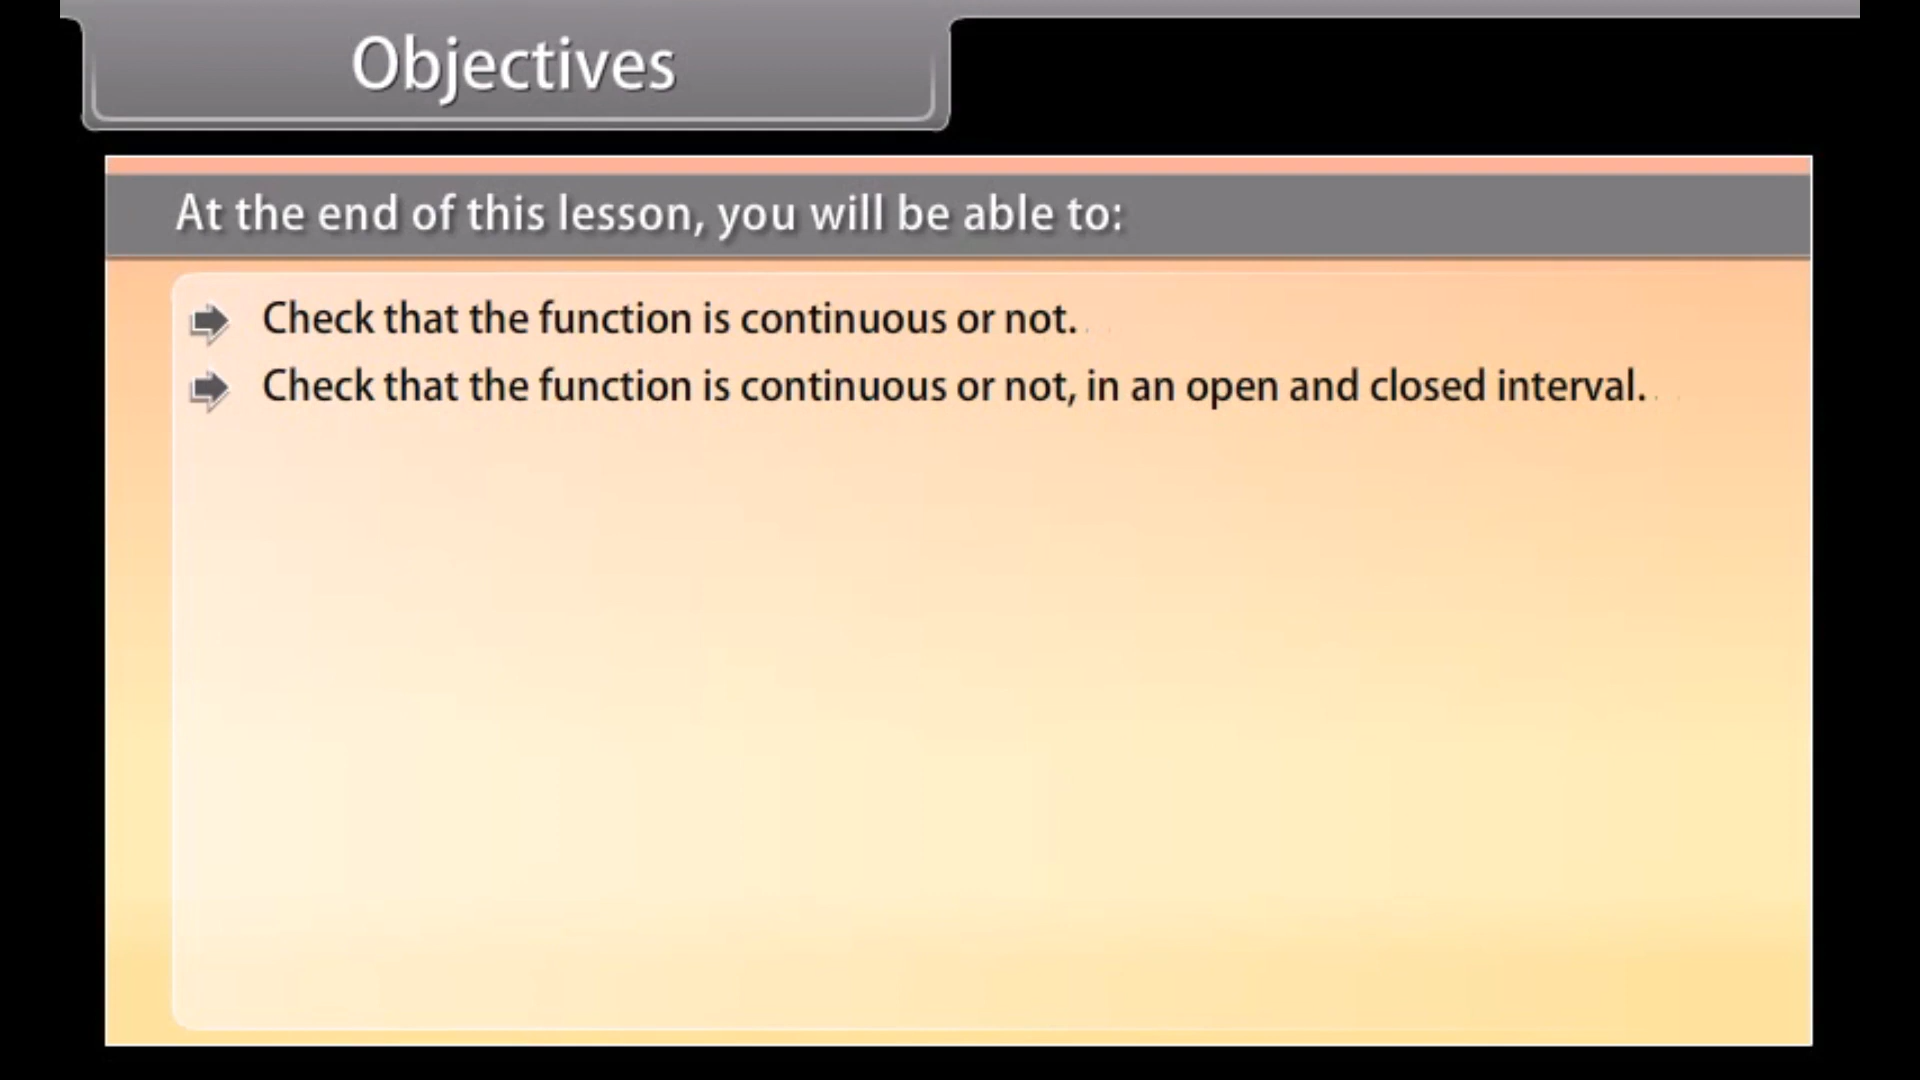 Objectives
At the end of this lesson, you will be able to:
Check that the function is continuous or not.
Check that the function is continuous or not, in an open and closed interval.